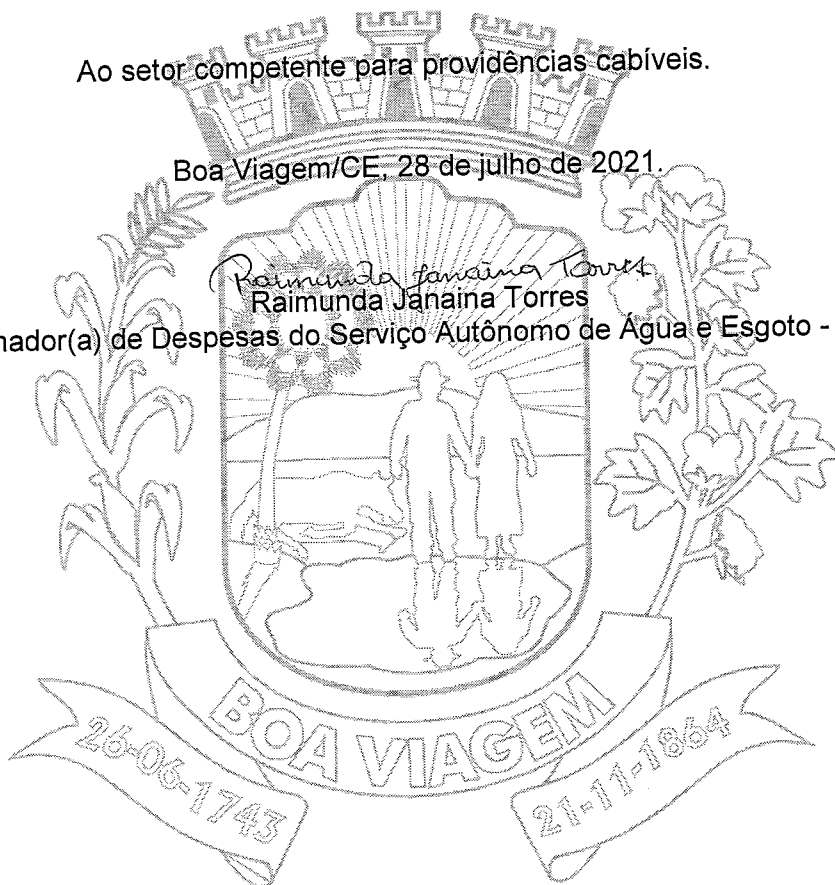 Ao setor competente para providências cabíveis.
Boa Viagem/CE, 28 de julho de 2021.
Raimunda Janaina Torres
Raimunda Janaina Torres
nador(a) de Despesas do Serviço Autônomo de Água e Esgoto -
BOA VIAGEM
26-06-1743
21-11-1864